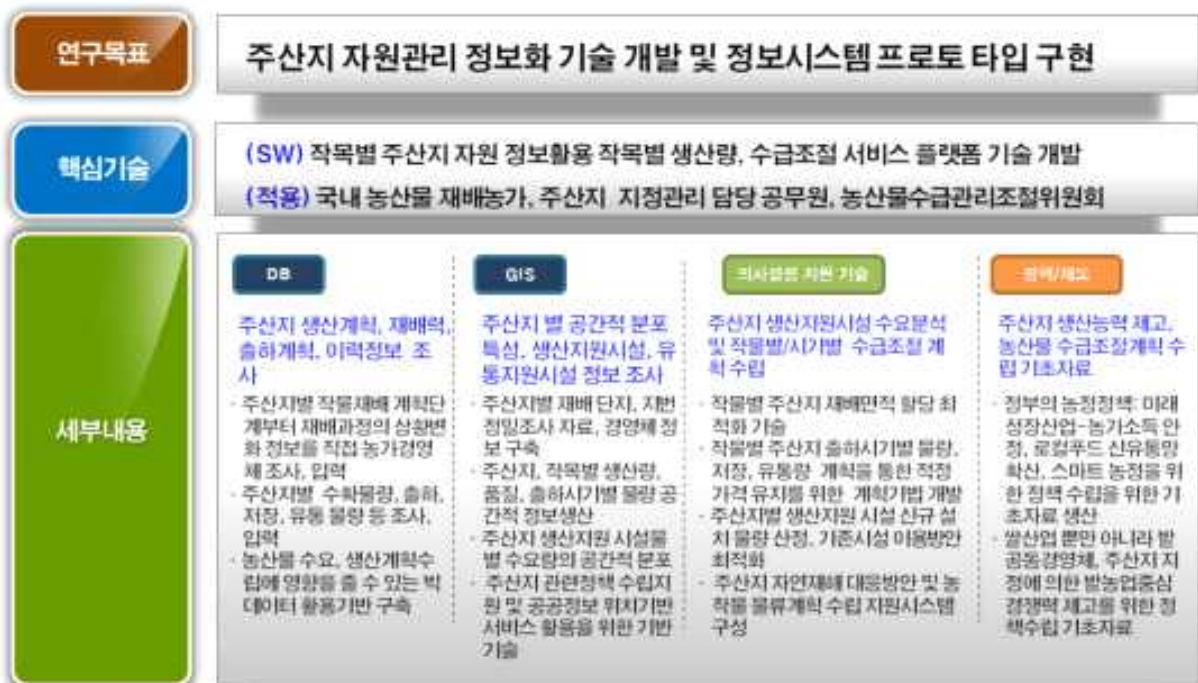 연구목표
주산지 자원관리 정보화 기술 개발 및 정보시스템 프로토 타입 구현
핵심기술
(SW) 작목별 주산지 자원 정보활용 작목별 생산량, 수급조절 서비스 플랫폼 기술 개발
(적용) 국내 농산물 재배농가, 주산지 지정관리 담당 공무원, 농산물수급관리조절위원회
세부내용
DB
주산지 생산계획, 재배력,
출하계획, 이력정보 조
사
· 주산지별 작물재배 계획단
계부터 재배과정의 상황변
화 정보를 직접 농가경영
체 조사, 입력
· 주산지별 수확물량, 출하,
저장, 유통 물량 등 조사,
입력
· 농산물 수요, 생산계획수
립에 영향을 줄 수 있는 빅
데이터 활용기반 구축
GIS
주산지 별 공간적 분포
특성, 생산지원시설, 유
통지원시설 정보 조사
· 주산지별 재배 단지, 지번
정밀조사 자료, 경영체 정
보 구축
· 주산지, 작목별 생산량,
품질, 출하시기별 물량 공
간적 정보생산
· 주산지 생산지원 시설물
별 수요량의 공간적 분포
· 주산지 관련정책 수립지
원 및 공공정보 위치기반
서비스 활용을 위한 기반
기술
의사결정 지원 기술
주산지 생산지원시설 수요분석
및 작물별/시기별 수급조절 계
획 수립
· 작물별 주산지 재배면적 할당 최
적화 기술
· 작물별 주산지 출하시기별 물량,
저장, 유통량 계획을 통한 적정
가격 유지를 위한 계획기법 개발
· 주산지별 생산지원 시설 신규 설
치 물량 산정, 기존시설 이용방안
최적화
· 주산지 자연재해 대응방안 및 농
작물 물류계획 수립 지원시스템
구성
정책/제도
주산지 생산능력 제고,
농산물 수급조절계획 수
립 기초자료
· 정부의 농정정책: 미래
성장산업-농가소득 안
정, 로컬푸드 신유통망
확산, 스마트 농정을 위
한 정책 수립을 위한 기
초자료 생산
· 쌀산업 뿐만 아니라 밭
공동경영체, 주산지 지
정에 의한 밭농업중심
경쟁력 제고를 위한 정
책수립 기초자료